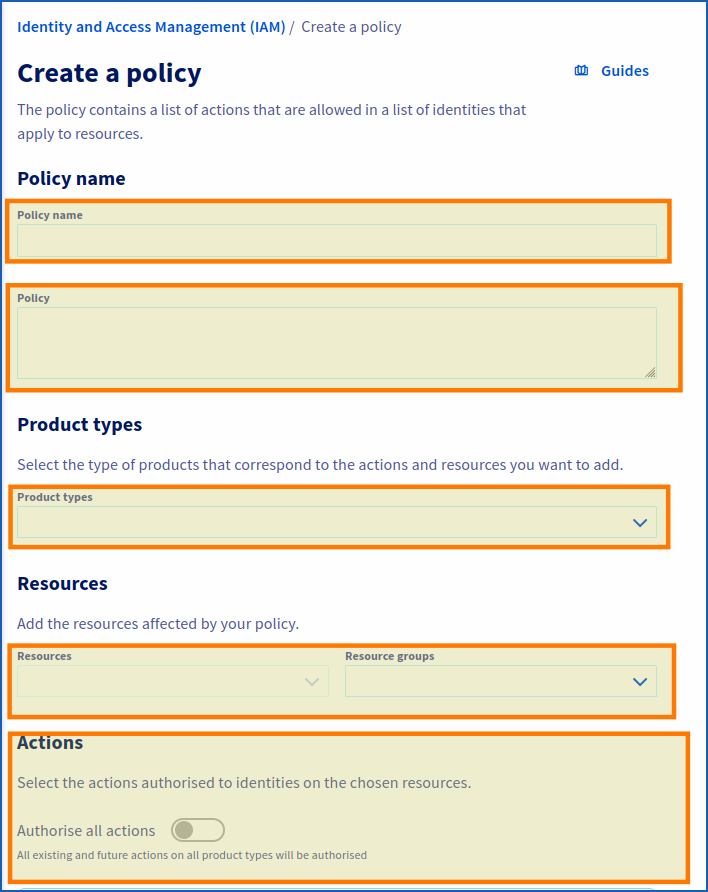 Identity and Access Management (IAM) / Create a policy
Create a policy
Guides
The policy contains a list of actions that are allowed in a list of identities that
apply to resources.
Policy name
Policy name
Policy
Product types
Select the type of products that correspond to the actions and resources you want to add.
Product types
Resources
Add the resources affected by your policy.
Resources Resource groups
Actions
Select the actions authorised to identities on the chosen resources.
Authorise all actions
All existing and future actions on all product types will be authorised